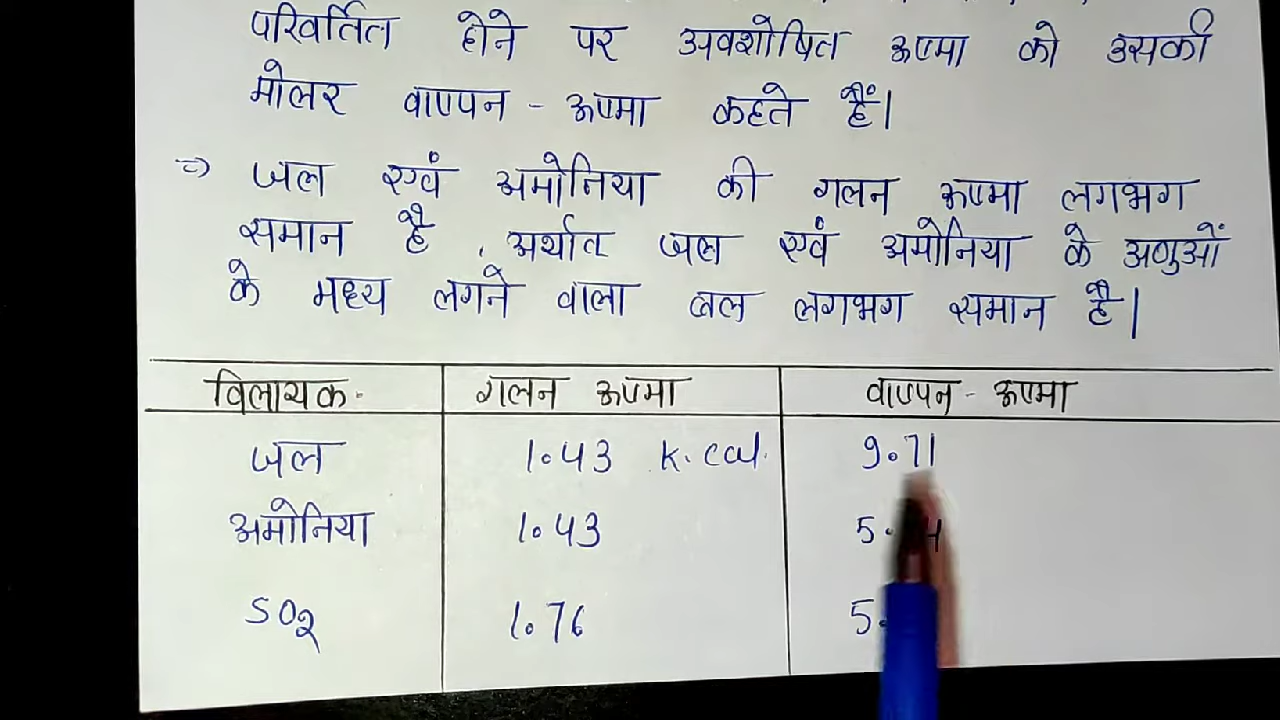 परिवर्तित होने पर अवशोषित ऊष्मा को उसकी
मोलर वाष्पन - ऊष्मा कहते हैं।
=> जल एवं अमोनिया की गलन ऊष्मा लगभग
समान है , अर्थात जल एवं अमोनिया के अणुओं
के मध्य लगने वाला बल लगभग समान है।
विलायक गलन ऊष्मा वाष्पन - ऊष्मा
जल 1.43 K.cal. 9.71
अमोनिया 1.43
SO2 1.76